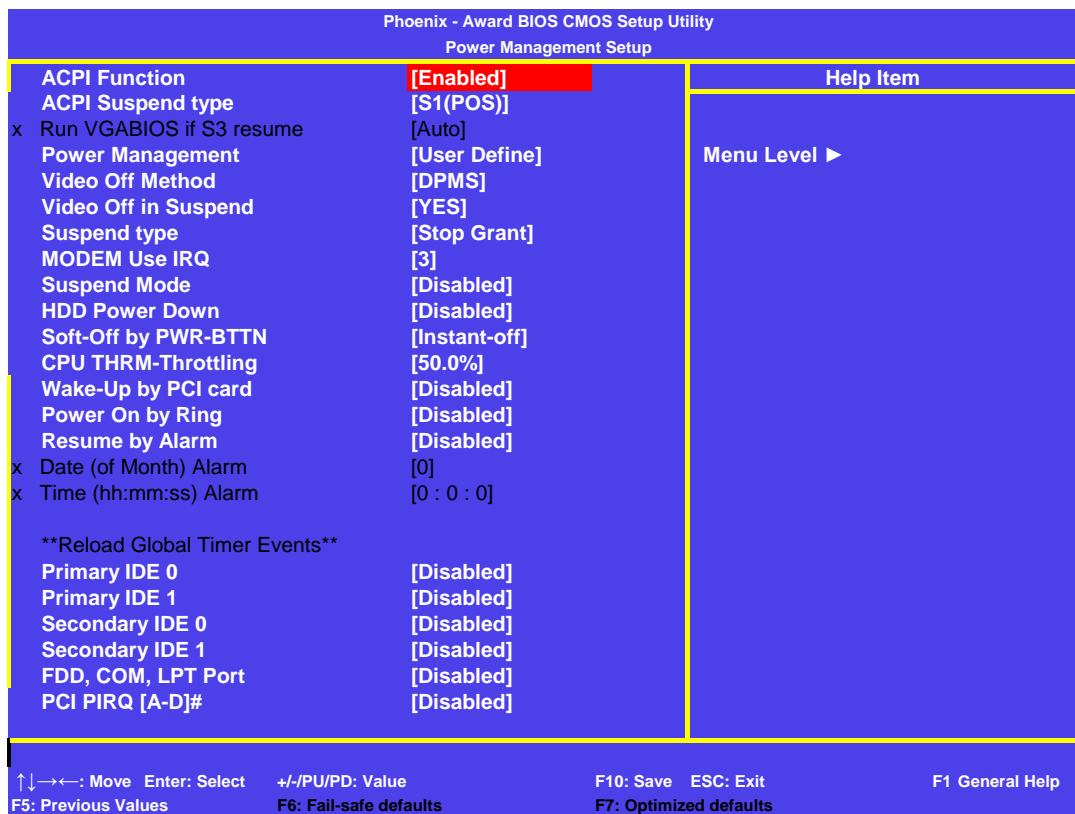 Phoenix - Award BIOS CMOS Setup Utility
Power Management Setup
ACPI Function [Enabled] Help Item
ACPI Suspend type [S1(POS)]
x Run VGABIOS if S3 resume [Auto]
Power Management [User Define] Menu Level ►
Video Off Method [DPMS]
Video Off in Suspend [YES]
Suspend type [Stop Grant]
MODEM Use IRQ [3]
Suspend Mode [Disabled]
HDD Power Down [Disabled]
Soft-Off by PWR-BTTN [Instant-off]
CPU THRM-Throttling [50.0%]
Wake-Up by PCI card [Disabled]
Power On by Ring [Disabled]
Resume by Alarm [Disabled]
x Date (of Month) Alarm [0]
x Time (hh:mm:ss) Alarm [0 : 0 : 0]
**Reload Global Timer Events**
Primary IDE 0 [Disabled]
Primary IDE 1 [Disabled]
Secondary IDE 0 [Disabled]
Secondary IDE 1 [Disabled]
FDD, COM, LPT Port [Disabled]
PCI PIRQ [A-D]# [Disabled]
↑↓→←: Move Enter: Select +/-/PU/PD: Value F10: Save ESC: Exit F1 General Help
F5: Previous Values F6: Fail-safe defaults F7: Optimized defaults